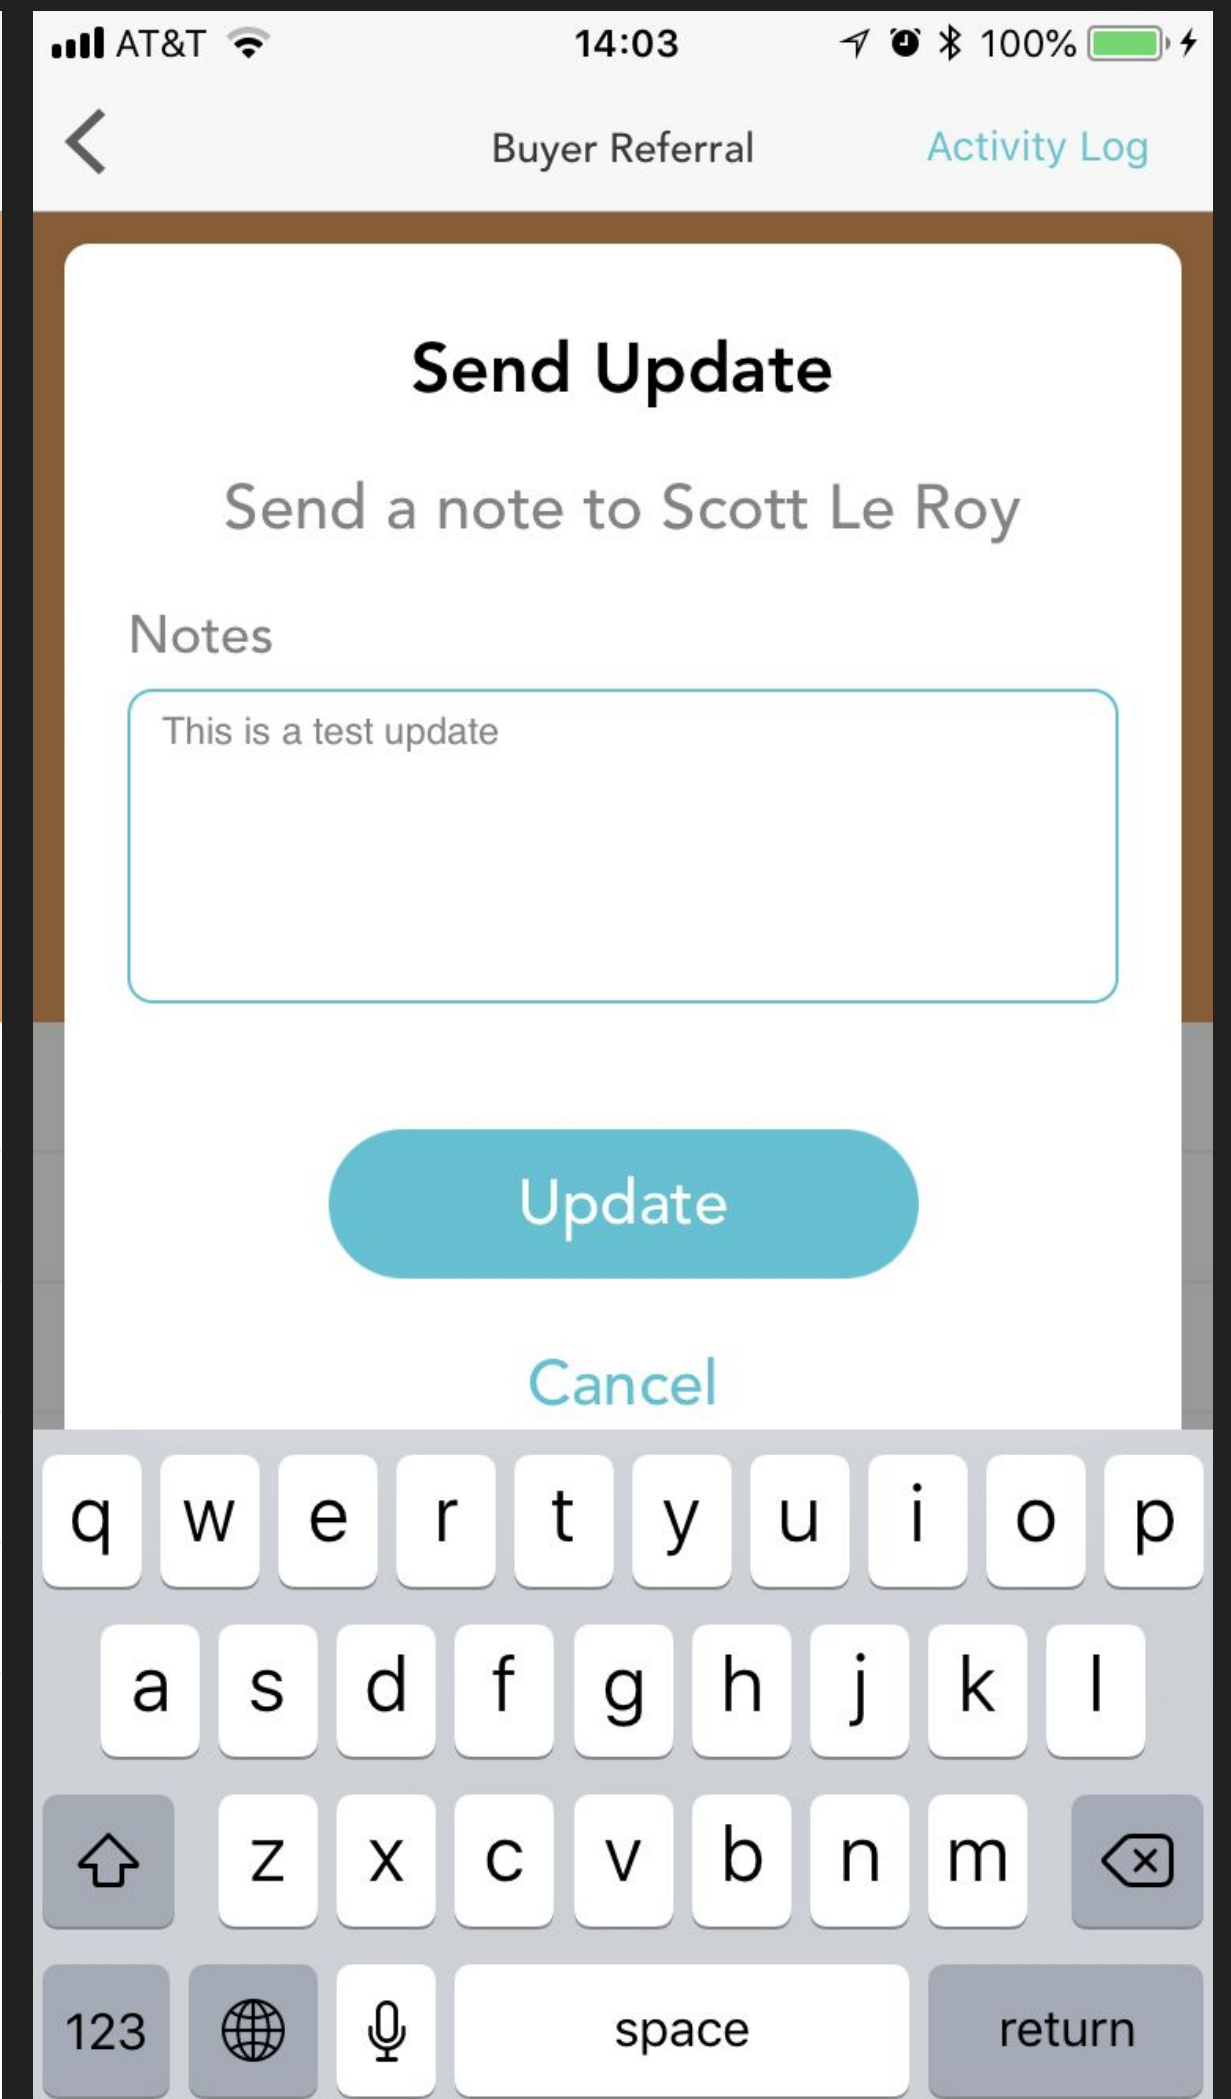 AT&T 14:03 100%
Buyer Referral Activity Log
Send Update
Send a note to Scott Le Roy
Notes
This is a test update
Update
Cancel
q w e r t y u i o p
a s d f g h j k l
z x c v b n m
123 space return